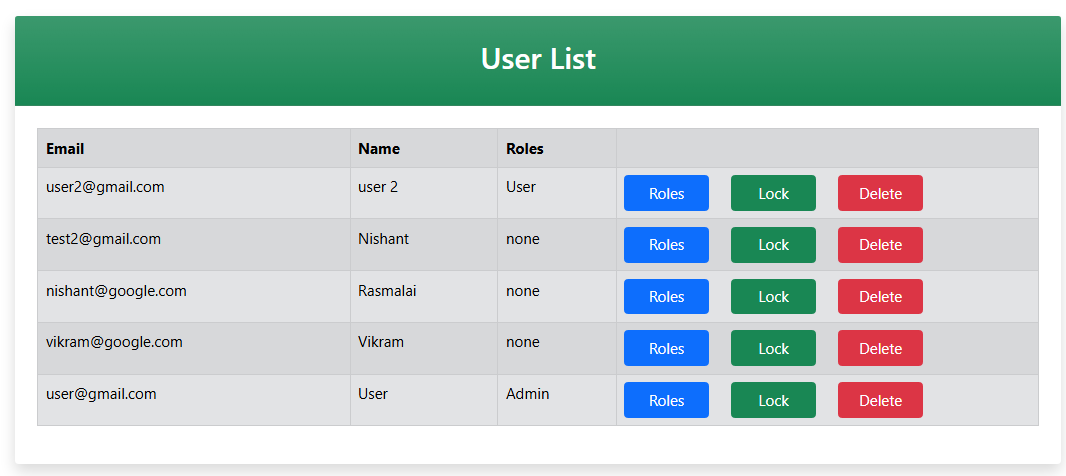 User List
Email Name Roles
user2@gmail.com user 2 User Roles Lock Delete
test2@gmail.com Nishant none Roles Lock Delete
nishant@google.com Rasmalai none Roles Lock Delete
vikram@google.com Vikram none Roles Lock Delete
user@gmail.com User Admin Roles Lock Delete